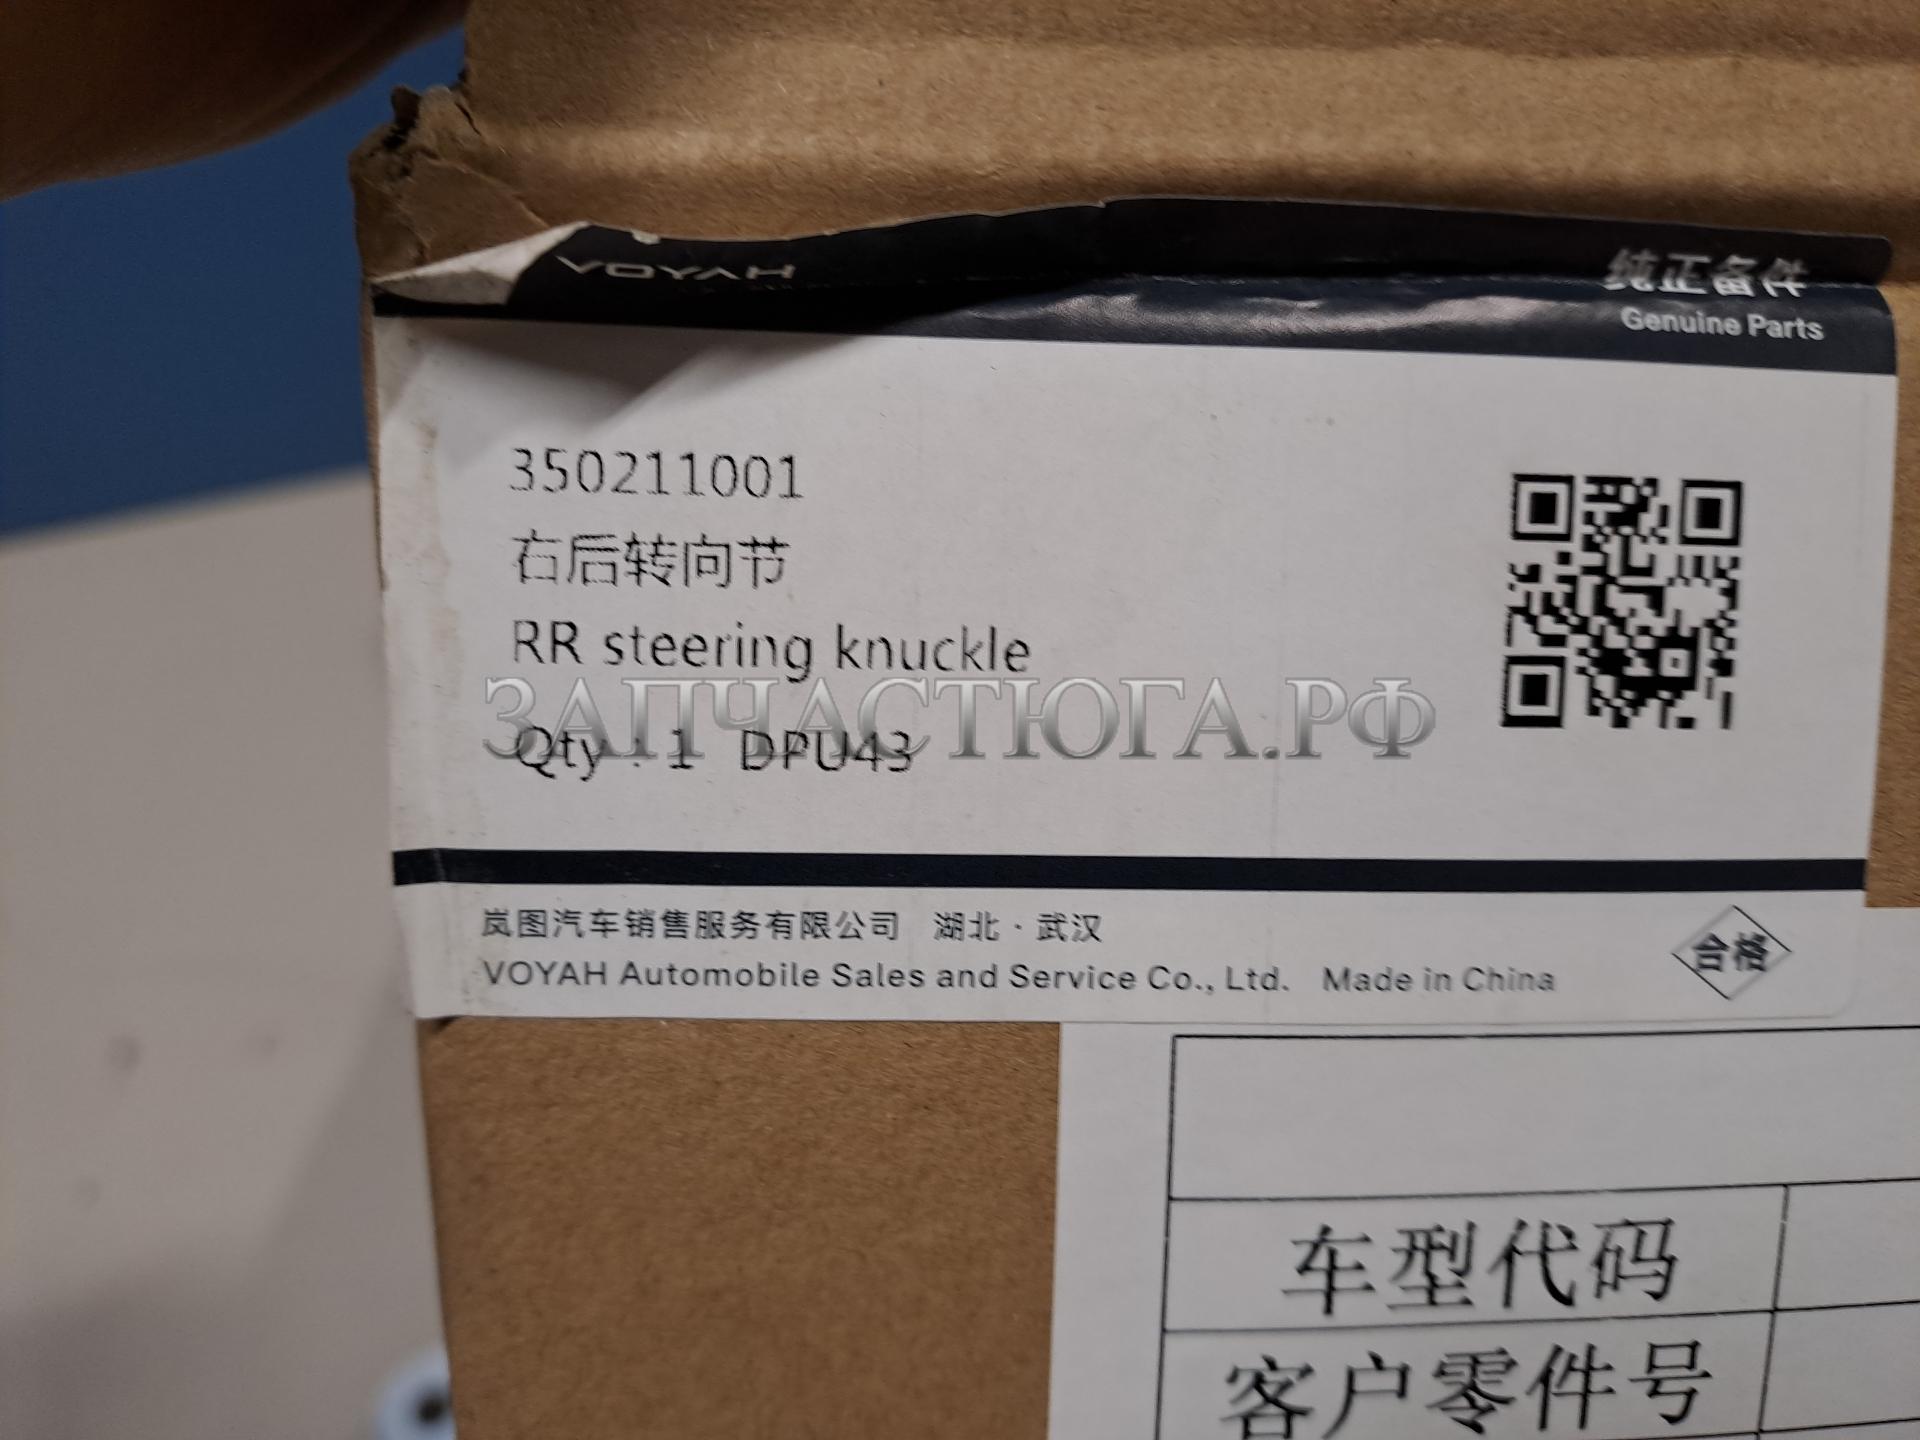 VOYAH
纯正备件
Genuine Parts
350211001
右后转向节
RR steering knuckle
ЗАПЧАСТЮГА.РФ
Qty : 1 DPU43
岚图汽车销售服务有限公司 湖北 · 武汉
VOYAH Automobile Sales and Service Co., Ltd. Made in China
合格
车型代码
客户零件号